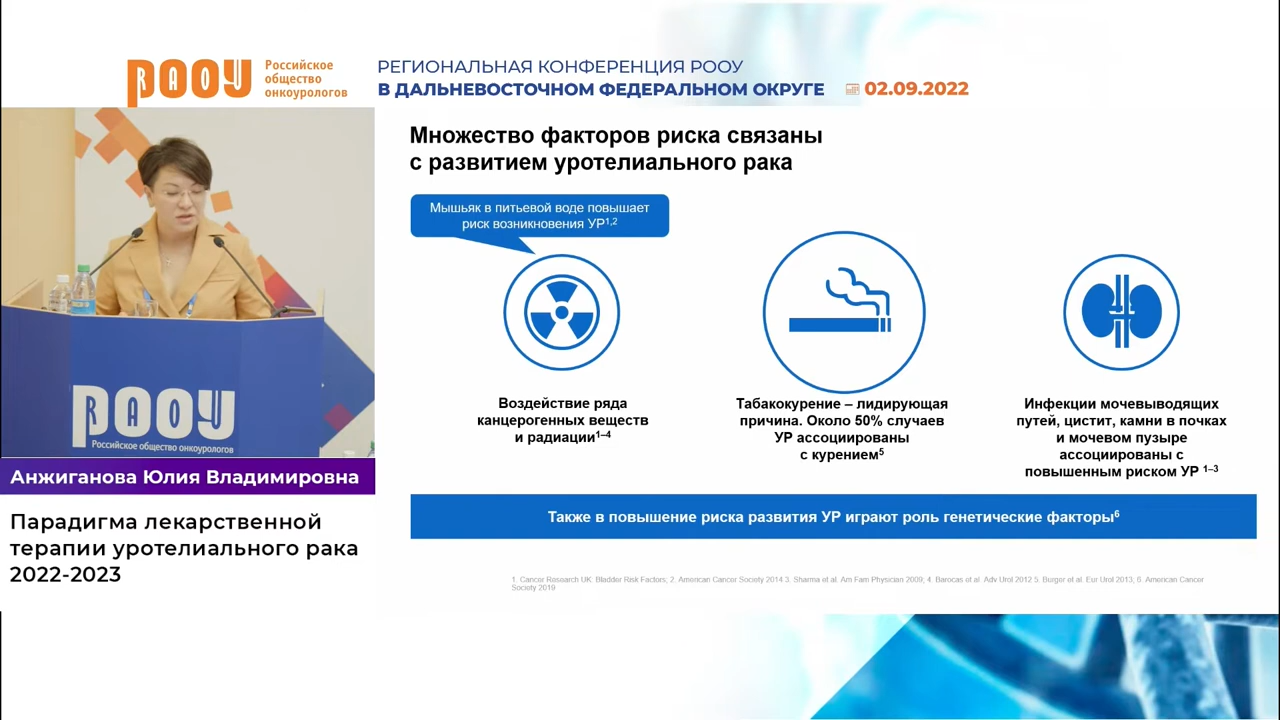 РООУ
Российское
общество
онкоурологов
РЕГИОНАЛЬНАЯ КОНФЕРЕНЦИЯ РООУ
В ДАЛЬНЕВОСТОЧНОМ ФЕДЕРАЛЬНОМ ОКРУГЕ 02.09.2022
Множество факторов риска связаны
с развитием уротелиального рака
Мышьяк в питьевой воде повышает
риск возникновения УР1,2
Воздействие ряда
канцерогенных веществ
и радиации1–4
Табакокурение – лидирующая
причина. Около 50% случаев
УР ассоциированы
с курением5
Инфекции мочевыводящих
путей, цистит, камни в почках
и мочевом пузыре
ассоциированы с
повышенным риском УР 1–3
Также в повышение риска развития УР играют роль генетические факторы6
1. Cancer Research UK. Bladder Risk Factors; 2. American Cancer Society 2014 3. Sharma et al. Am Fam Physician 2009; 4. Barocas et al. Adv Urol 2012 5. Burger et al. Eur Urol 2013; 6. American Cancer
Society 2019
РООУ
RAOU
Российское общество онкоурологов
Анжиганова Юлия Владимировна
Парадигма лекарственной
терапии уротелиального рака
2022-2023